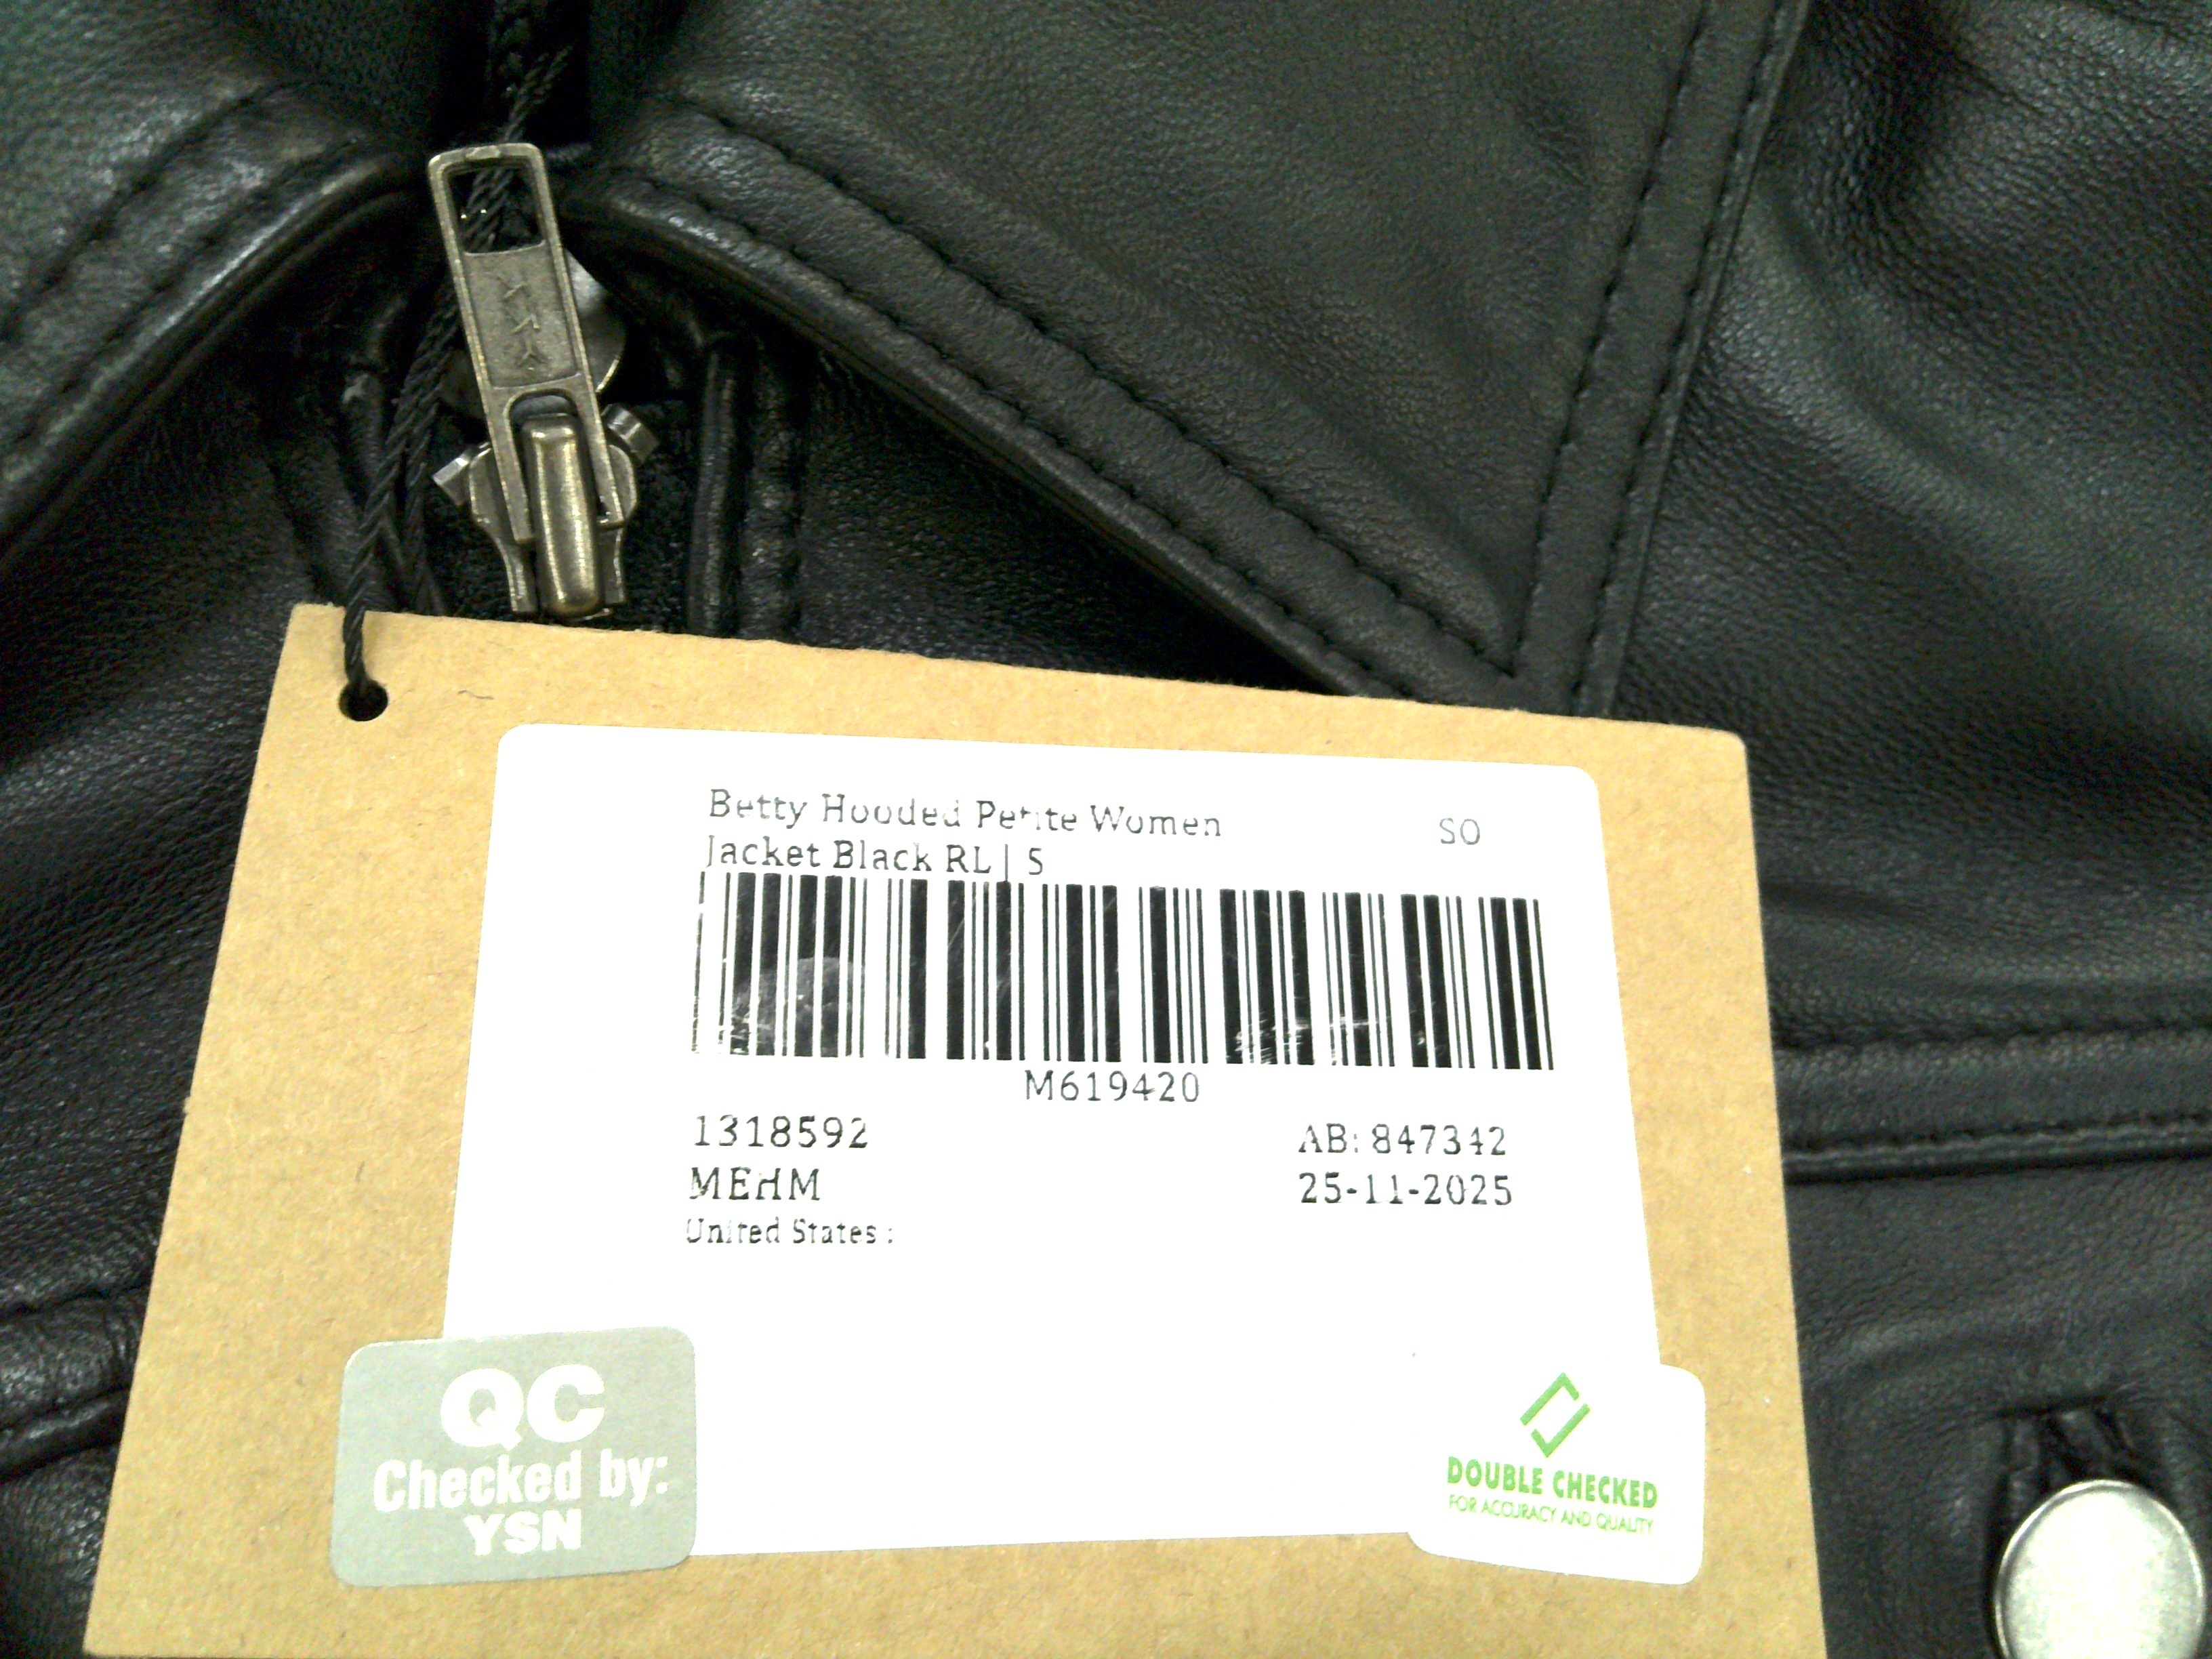 Betty Hooded Petite Women
Jacket Black RL | S
SO
M619420
1318592
AB: 847342
MEHM
25-11-2025
United States :
QC
Checked by:
YSN
DOUBLE CHECKED
FOR ACCURACY AND QUALITY
YKK